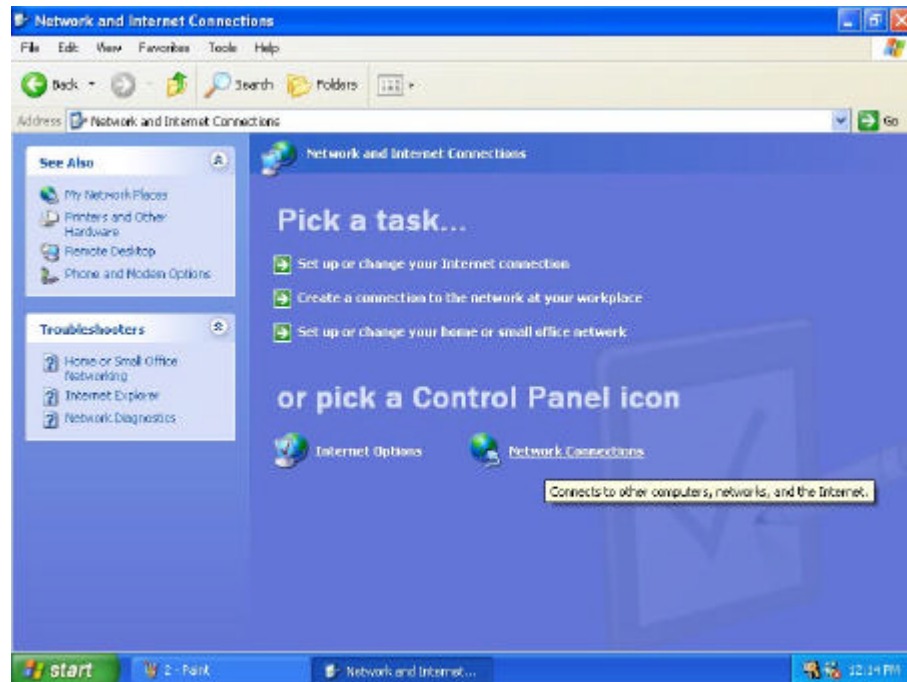 Network and Internet Connections
File Edit View Favorites Tools Help
Back Search Folders
Address Network and Internet Connections Go
See Also
My Network Places
Printers and Other
Hardware
Remote Desktop
Phone and Modem Options
Troubleshooters
Home or Small Office
Networking
Internet Explorer
Network Diagnostics
Network and Internet Connections
Pick a task...
Set up or change your Internet connection
Create a connection to the network at your workplace
Set up or change your home or small office network
or pick a Control Panel icon
Internet Options
Network Connections
Connects to other computers, networks, and the Internet.
start
2 - Paint
Network and Internet...
12:14 PM